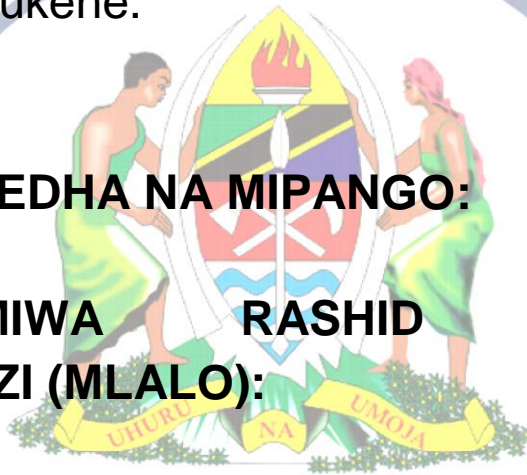 ukene.
EDHA NA MIPANGO:
MIWA RASHID
ZI (MLALO):
UHURU NA UMOJA